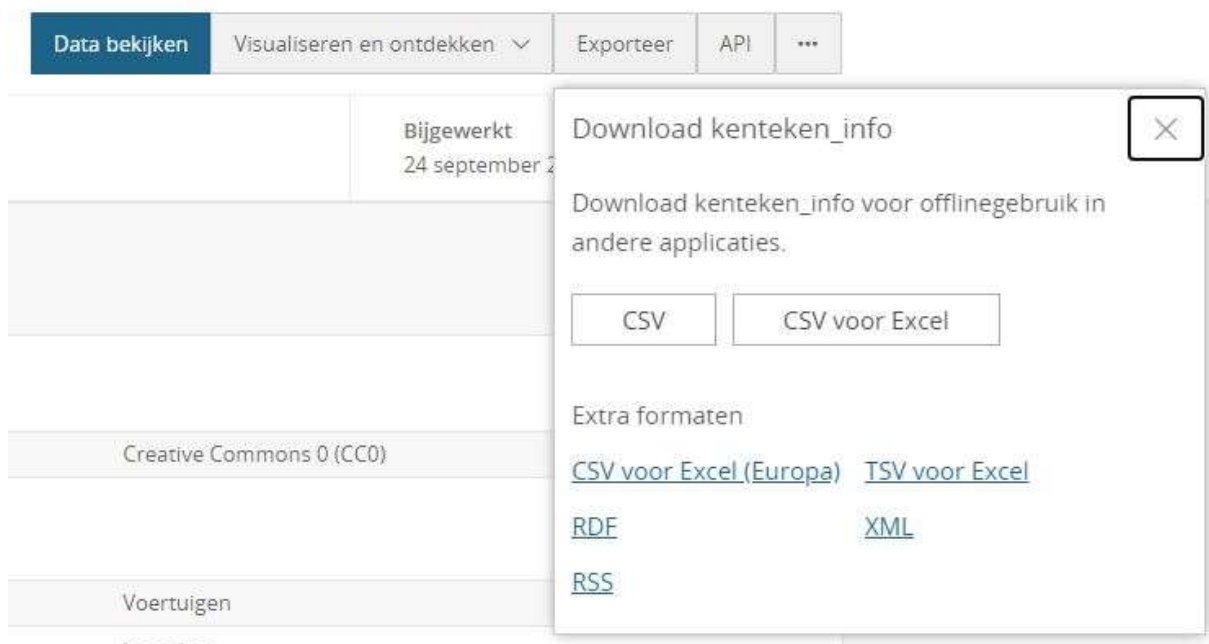 Data bekijken
Visualiseren en ontdekken
Exporteer
API
Bijgewerkt
24 september
Download kenteken_info
Download kenteken_info voor offlinegebruik in
andere applicaties.
CSV
CSV voor Excel
Extra formaten
CSV voor Excel (Europa)
TSV voor Excel
RDF
XML
RSS
Creative Commons 0 (CC0)
Voertuigen